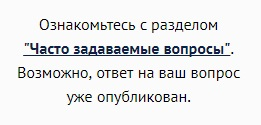 Ознакомьтесь с разделом
"Часто задаваемые вопросы".
Возможно, ответ на ваш вопрос
уже опубликован.